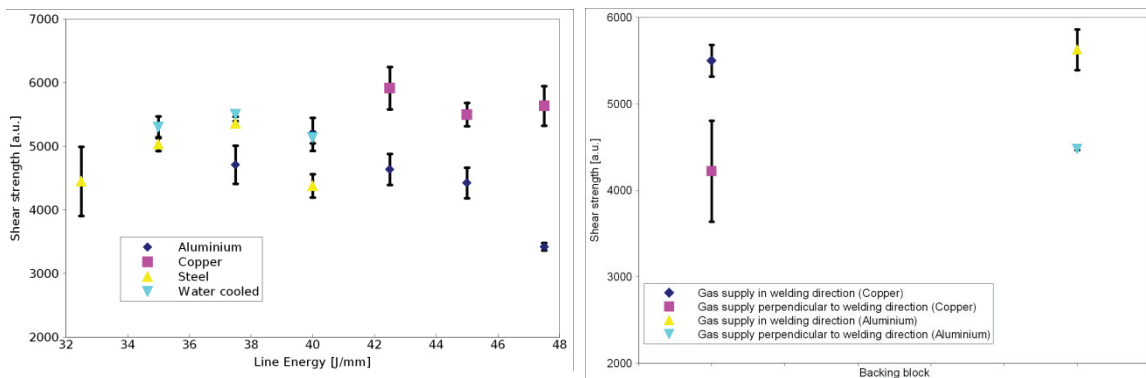 7000
6000
5000
4000
3000
2000
Shear strength [a.u.]
Aluminium
Copper
Steel
Water cooled
32 34 36 38 40 42 44 46 48
Line Energy [J/mm]
6000
5000
4000
3000
2000
Shear strength [a.u.]
Gas supply in welding direction (Copper)
Gas supply perpendicular to welding direction (Copper)
Gas supply in welding direction (Aluminium)
Gas supply perpendicular to welding direction (Aluminium)
Backing block